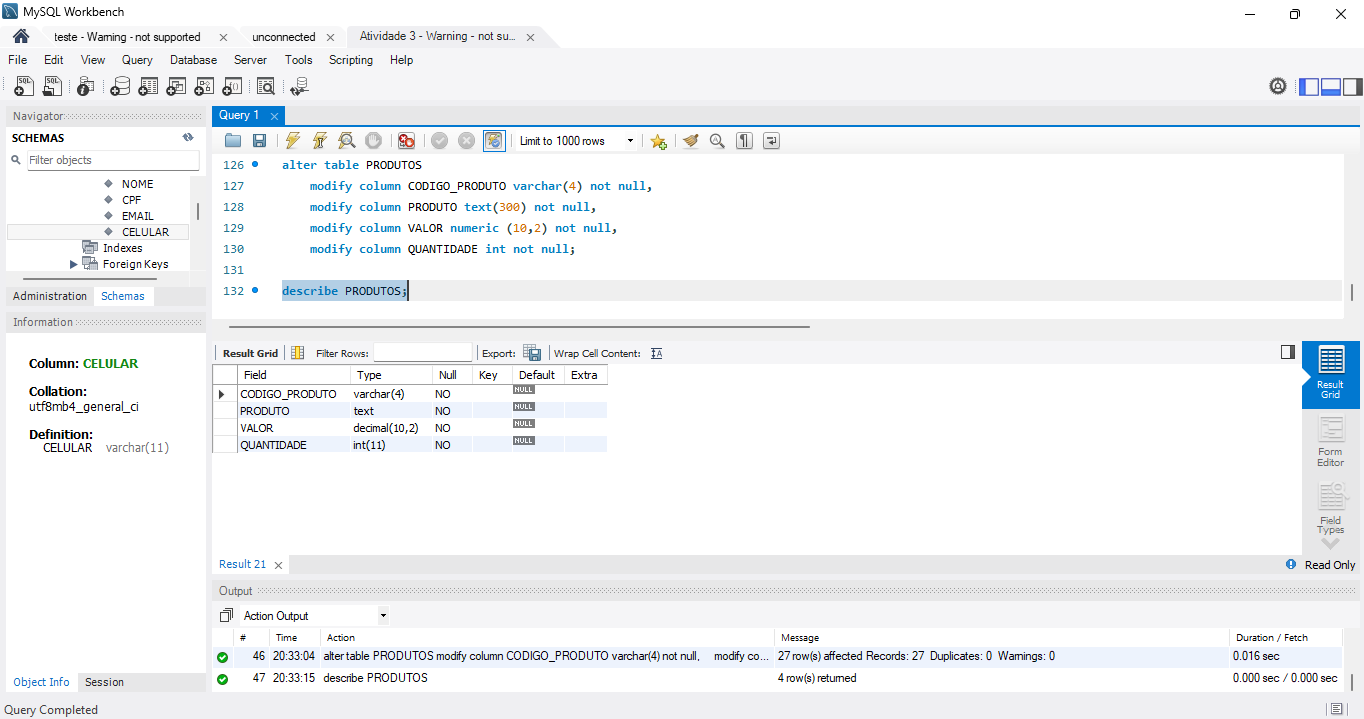 MySQL Workbench
teste - Warning - not supported
unconnected
Atividade 3 - Warning - not su...
File Edit View Query Database Server Tools Scripting Help
Navigator
SCHEMAS
Filter objects
NOME
CPF
EMAIL
CELULAR
Indexes
Foreign Keys
Administration Schemas
Information
Column: CELULAR
Collation:
utf8mb4_general_ci
Definition:
CELULAR varchar(11)
Object Info Session
Query 1
Limit to 1000 rows
126 alter table PRODUTOS
127 modify column CODIGO_PRODUTO varchar(4) not null,
128 modify column PRODUTO text(300) not null,
129 modify column VALOR numeric (10,2) not null,
130 modify column QUANTIDADE int not null;
131
132 describe PRODUTOS;
Result Grid Filter Rows: Export: Wrap Cell Content:
Field Type Null Key Default Extra
CODIGO_PRODUTO varchar(4) NO NULL
PRODUTO text NO NULL
VALOR decimal(10,2) NO NULL
QUANTIDADE int(11) NO NULL
Result
Grid
Form
Editor
Field
Types
Result 21
Read Only
Output
Action Output
# Time Action Message Duration / Fetch
46 20:33:04 alter table PRODUTOS modify column CODIGO_PRODUTO varchar(4) not null, modify co... 27 row(s) affected Records: 27 Duplicates: 0 Warnings: 0 0.016 sec
47 20:33:15 describe PRODUTOS 4 row(s) returned 0.000 sec / 0.000 sec
Query Completed